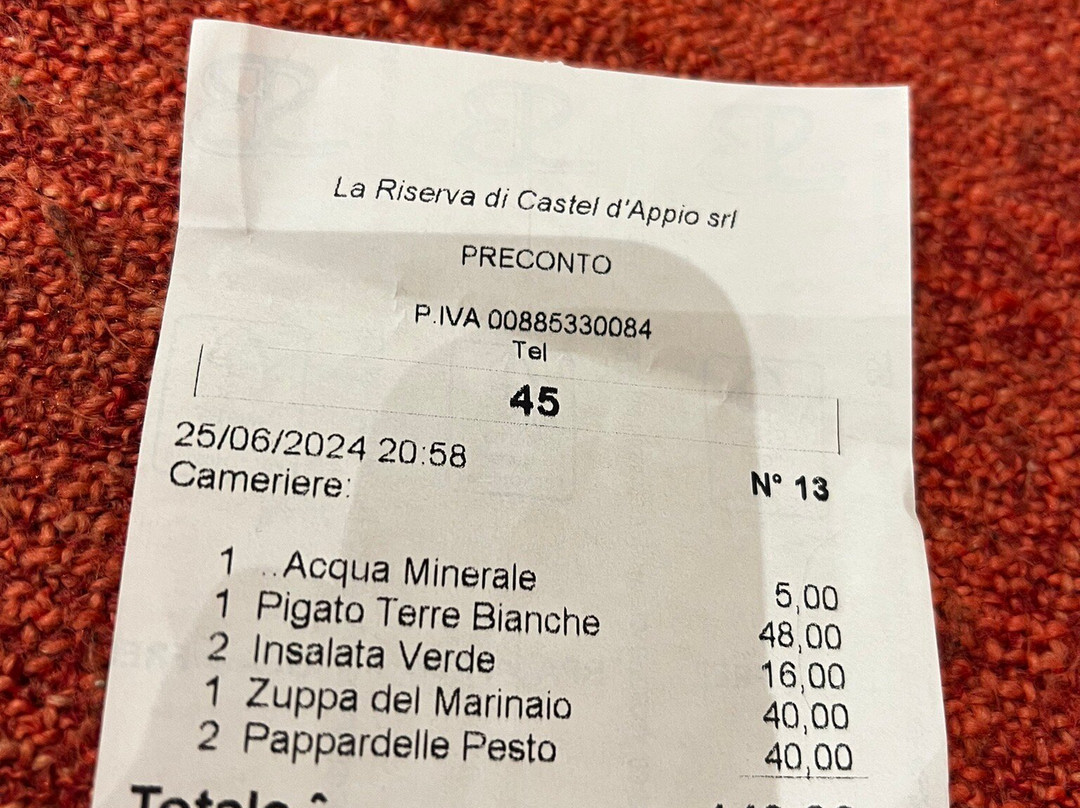 La Riserva di Castel d'Appio srl
PRECONTO
P.IVA 00885330084
Tel
45
25/06/2024 20:58
Cameriere: N° 13
1 ..Acqua Minerale 5,00
1 Pigato Terre Bianche 48,00
2 Insalata Verde 16,00
1 Zuppa del Marinaio 40,00
2 Pappardelle Pesto 40,00
Totale